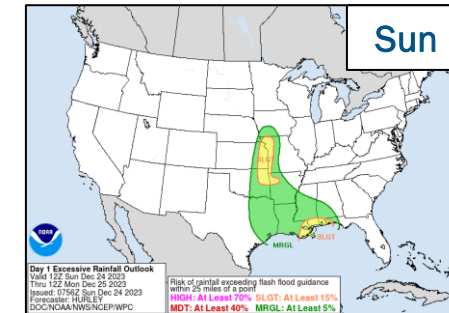 Sun
SLGT
MRGL
SLGT
NOAA
Day 1 Excessive Rainfall Outlook
Valid 12Z Sun Dec 24 2023
Thru 12Z Mon Dec 25 2023
Issued: 0756Z Sun Dec 24 2023
Forecaster: HURLEY
DOC/NOAA/NWS/NCEP/WPC
Risk of rainfall exceeding flash flood guidance
within 25 miles of a point
HIGH: At Least 70% SLGT: At Least 15%
MDT: At Least 40% MRGL: At Least 5%